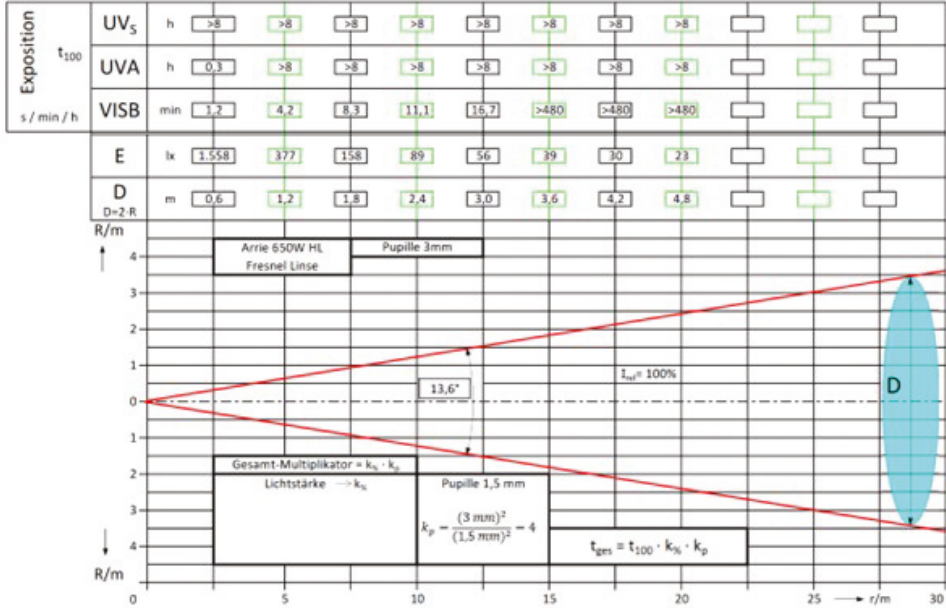 Exposition
t100
s / min / h
UVS h >8 >8 >8 >8 >8 >8 >8 >8
UVA h 0,3 >8 >8 >8 >8 >8 >8 >8
VISB min 1,2 4,2 8,3 11,1 16,7 >480 >480 >480
E lx 1.558 377 158 89 56 39 30 23
D m 0,6 1,2 1,8 2,4 3,0 3,6 4,2 4,8
D=2·R
R/m
Arrie 650W HL
Fresnel Linse
Pupille 3mm
4
3
2
1
0
1
2
3
4
13,6°
Iref= 100%
D
Gesamt-Multiplikator = k% · kp
Lichtstärke → k%
Pupille 1,5 mm
kp = (3 mm)² / (1,5 mm)² = 4
tges = t100 · k% · kp
R/m
0 5 10 15 20 25 r/m 30